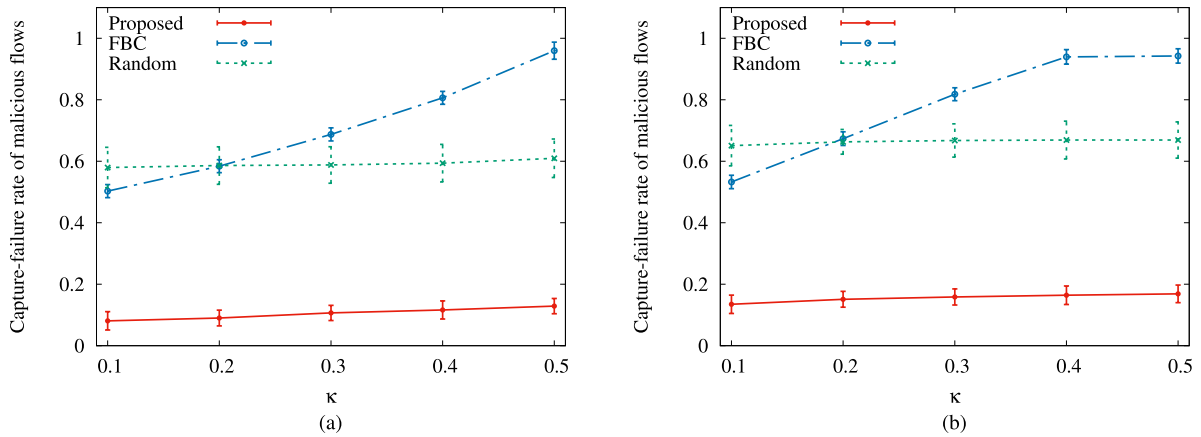 Capture-failure rate of malicious flows
Proposed
FBC
Random
1
0.8
0.6
0.4
0.2
0
0.1 0.2 0.3 0.4 0.5
κ
(a)
Capture-failure rate of malicious flows
Proposed
FBC
Random
1
0.8
0.6
0.4
0.2
0
0.1 0.2 0.3 0.4 0.5
κ
(b)